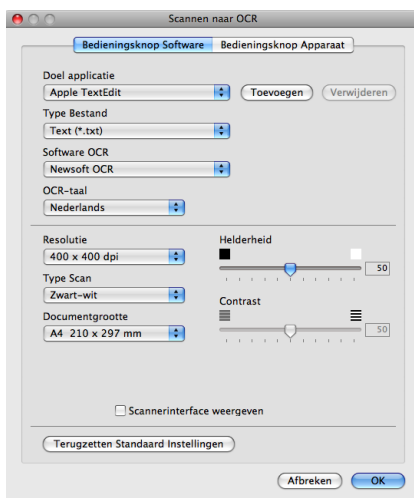 Scannen naar OCR
Bedieningsknop Software Bedieningsknop Apparaat
Doel applicatie
Apple TextEdit Toevoegen Verwijderen
Type Bestand
Text (*.txt)
Software OCR
Newsoft OCR
OCR-taal
Nederlands
Resolutie Helderheid
400 x 400 dpi 50
Type Scan
Zwart-wit Contrast
Documentgrootte
A4 210 x 297 mm 50
Scannerinterface weergeven
Terugzetten Standaard Instellingen
Afbreken OK